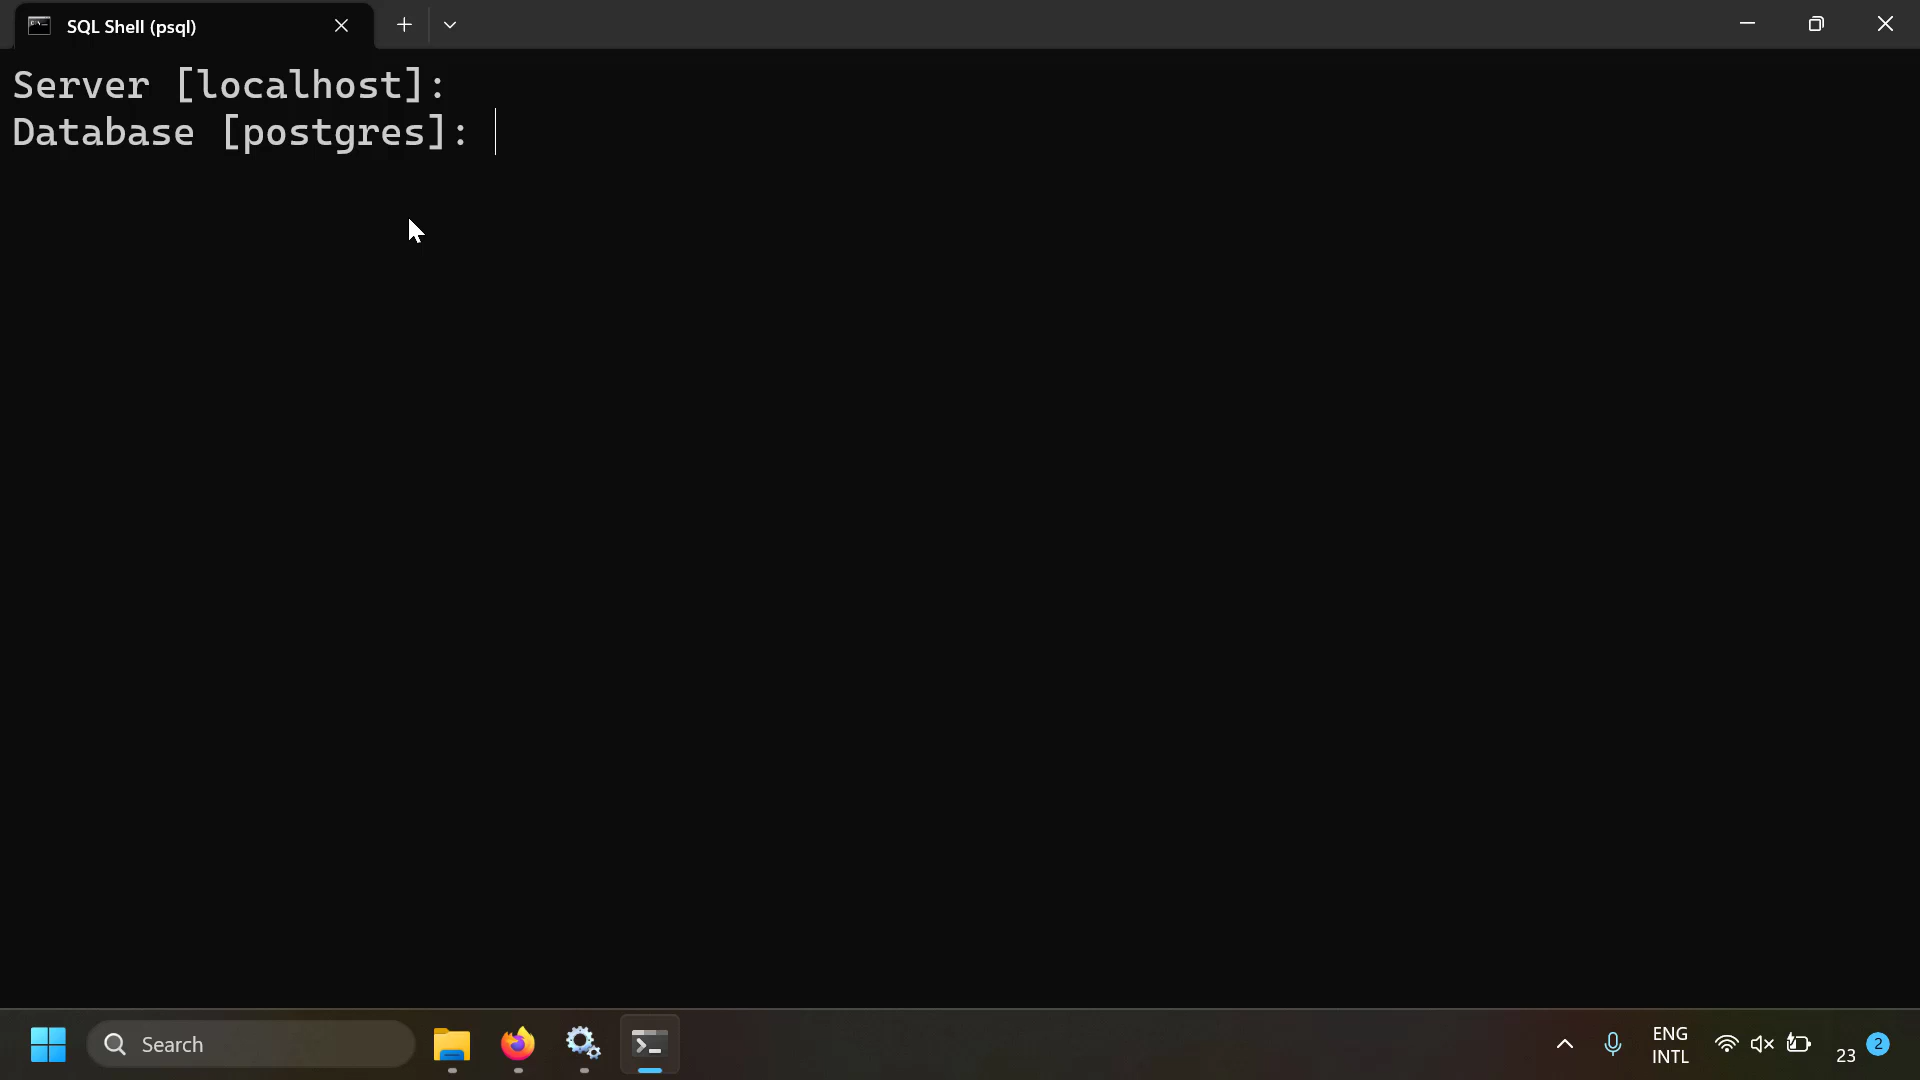 SQL Shell (psql)
Server [localhost]:
Database [postgres]:
Search
ENG
INTL
23
2